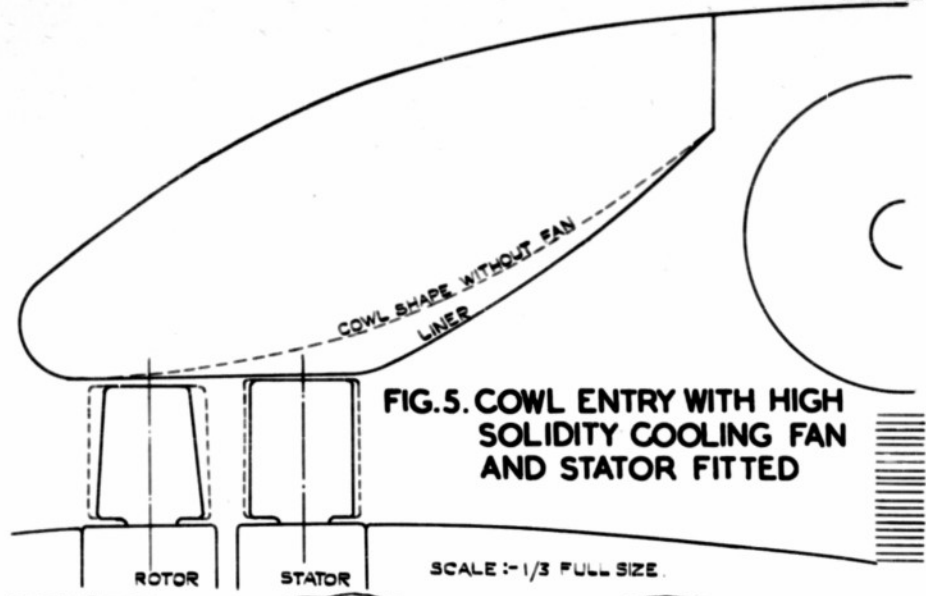 COWL SHAPE WITHOUT FAN
LINER
FIG.5. COWL ENTRY WITH HIGH
SOLIDITY COOLING FAN
AND STATOR FITTED
ROTOR
STATOR
SCALE :- 1/3 FULL SIZE.